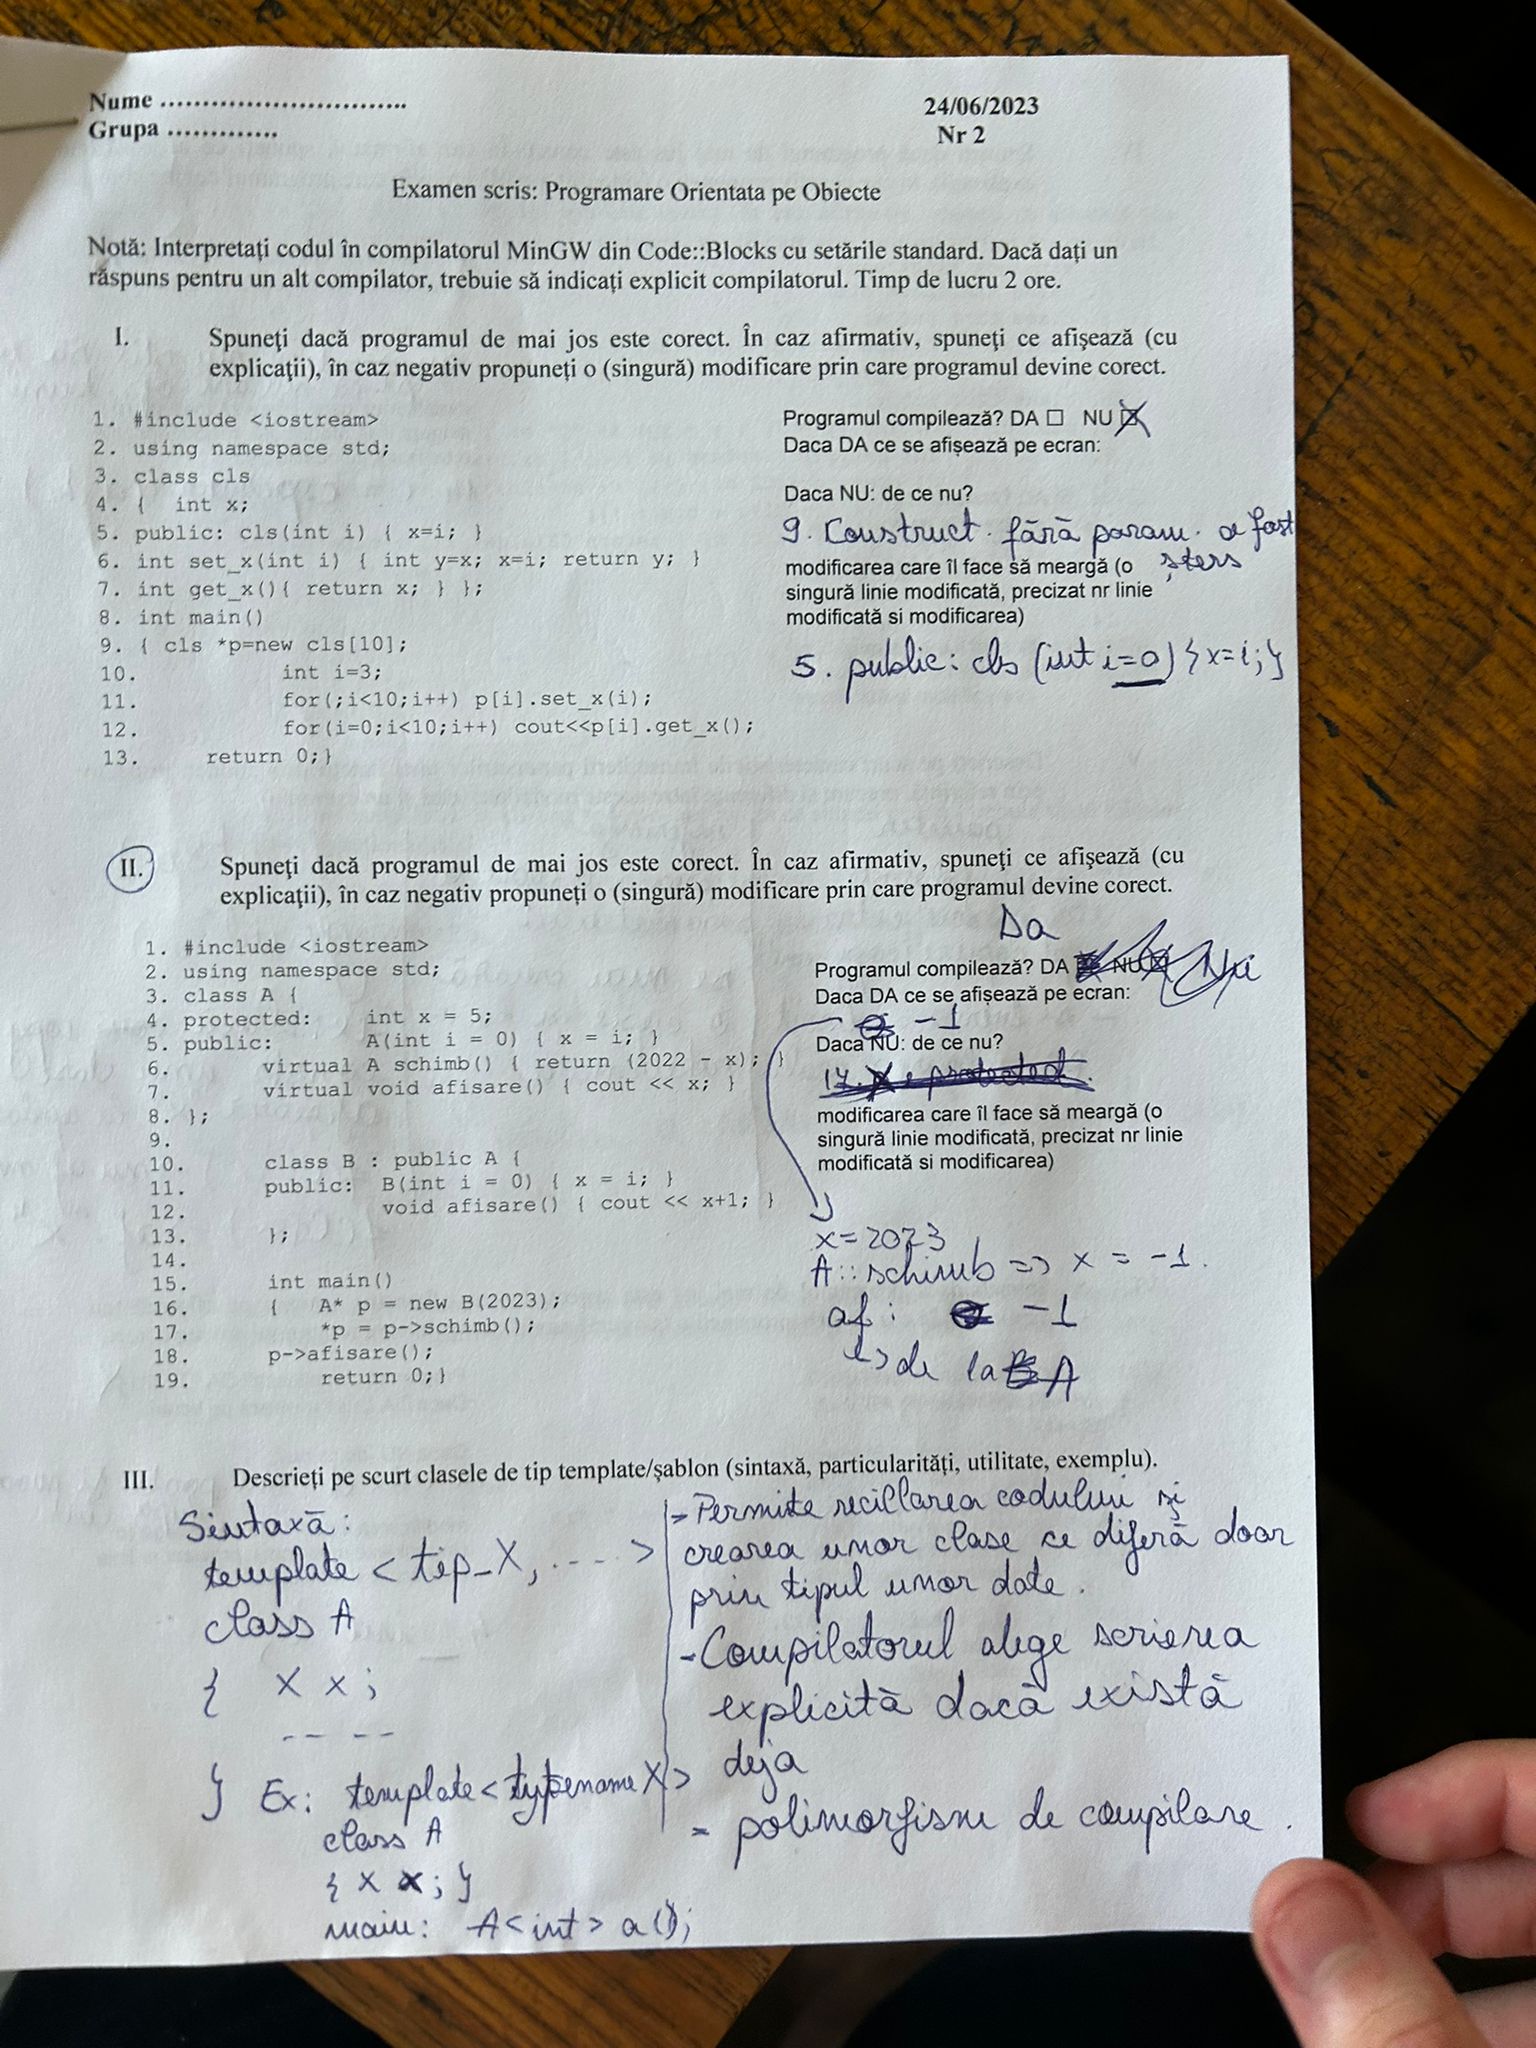 Nume ................................
Grupa .............
24/06/2023
Nr 2
Examen scris: Programare Orientata pe Obiecte
Notă: Interpretați codul în compilatorul MinGW din Code::Blocks cu setările standard. Dacă dați un
răspuns pentru un alt compilator, trebuie să indicați explicit compilatorul. Timp de lucru 2 ore.
I. Spuneţi dacă programul de mai jos este corect. În caz afirmativ, spuneţi ce afişează (cu
explicaţii), în caz negativ propuneţi o (singură) modificare prin care programul devine corect.
1. #include <iostream>
2. using namespace std;
3. class cls
4. { int x;
5. public: cls(int i) { x=i; }
6. int set_x(int i) { int y=x; x=i; return y; }
7. int get_x(){ return x; } };
8. int main()
9. { cls *p=new cls[10];
10. int i=3;
11. for(;i<10;i++) p[i].set_x(i);
12. for(i=0;i<10;i++) cout<<p[i].get_x();
13. return 0;}
Programul compilează? DA ☐ NU ☒
Daca DA ce se afișează pe ecran:
Daca NU: de ce nu?
9. Construct. fără param. a fost
șters
modificarea care îl face să meargă (o
singură linie modificată, precizat nr linie
modificată si modificarea)
5. public: cls (int i=0) {x=i;}
II. Spuneţi dacă programul de mai jos este corect. În caz afirmativ, spuneţi ce afişează (cu
explicaţii), în caz negativ propuneți o (singură) modificare prin care programul devine corect.
1. #include <iostream>
2. using namespace std;
3. class A {
4. protected: int x = 5;
5. public: A(int i = 0) { x = i; }
6. virtual A schimb() { return (2022 - x); }
7. virtual void afisare() { cout << x; }
8. };
9.
10. class B : public A {
11. public: B(int i = 0) { x = i; }
12. void afisare() { cout << x+1; }
13. };
14.
15. int main()
16. { A* p = new B(2023);
17. *p = p->schimb();
18. p->afisare();
19. return 0;}
Da
Programul compilează? DA NU Nu
Daca DA ce se afișează pe ecran:
-1
Daca NU: de ce nu?
17. x e protected.
modificarea care îl face să meargă (o
singură linie modificată, precizat nr linie
modificată si modificarea)
x=2023
A::schimb => x = -1.
af: -1
↳ de la A
III. Descrieți pe scurt clasele de tip template/şablon (sintaxă, particularități, utilitate, exemplu).
Sintaxă:
template < tip_X, ---- >
class A
{ X x;
-- --
}
Ex: template <typename X>
class A
{ X x; }
main: A<int> a();
- Permite recillarea codului și
crearea unor clase ce diferă doar
prin tipul unor date.
- Compilatorul alege scrierea
explicită dacă există
deja
- polimorfism de compilare.